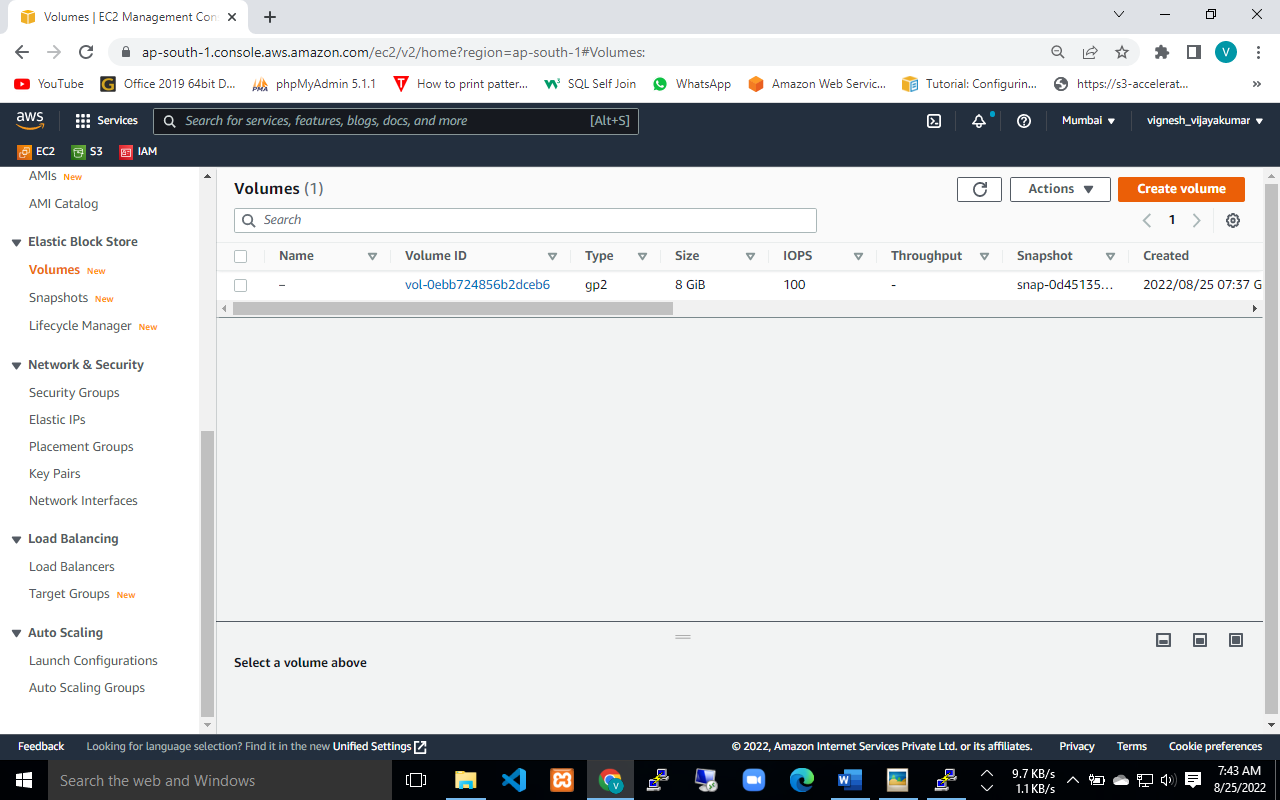 Volumes | EC2 Management Con
ap-south-1.console.aws.amazon.com/ec2/v2/home?region=ap-south-1#Volumes:
V
YouTube
Office 2019 64bit D...
phpMyAdmin 5.1.1
How to print patter...
SQL Self Join
WhatsApp
Amazon Web Servic...
Tutorial: Configurin...
https://s3-accelerat...
»
aws
Services
Search for services, features, blogs, docs, and more [Alt+S]
Mumbai
vignesh_vijayakumar
EC2
S3
IAM
AMIs New
AMI Catalog
Elastic Block Store
Volumes New
Snapshots New
Lifecycle Manager New
Network & Security
Security Groups
Elastic IPs
Placement Groups
Key Pairs
Network Interfaces
Load Balancing
Load Balancers
Target Groups New
Auto Scaling
Launch Configurations
Auto Scaling Groups
Volumes (1)
Actions
Create volume
Search
1
Name Volume ID Type Size IOPS Throughput Snapshot Created
– vol-0ebb724856b2dceb6 gp2 8 GiB 100 - snap-0d45135... 2022/08/25 07:37 G
Select a volume above
Feedback
Looking for language selection? Find it in the new Unified Settings
© 2022, Amazon Internet Services Private Ltd. or its affiliates.
Privacy
Terms
Cookie preferences
Search the web and Windows
9.7 KB/s
1.1 KB/s
7:43 AM
8/25/2022